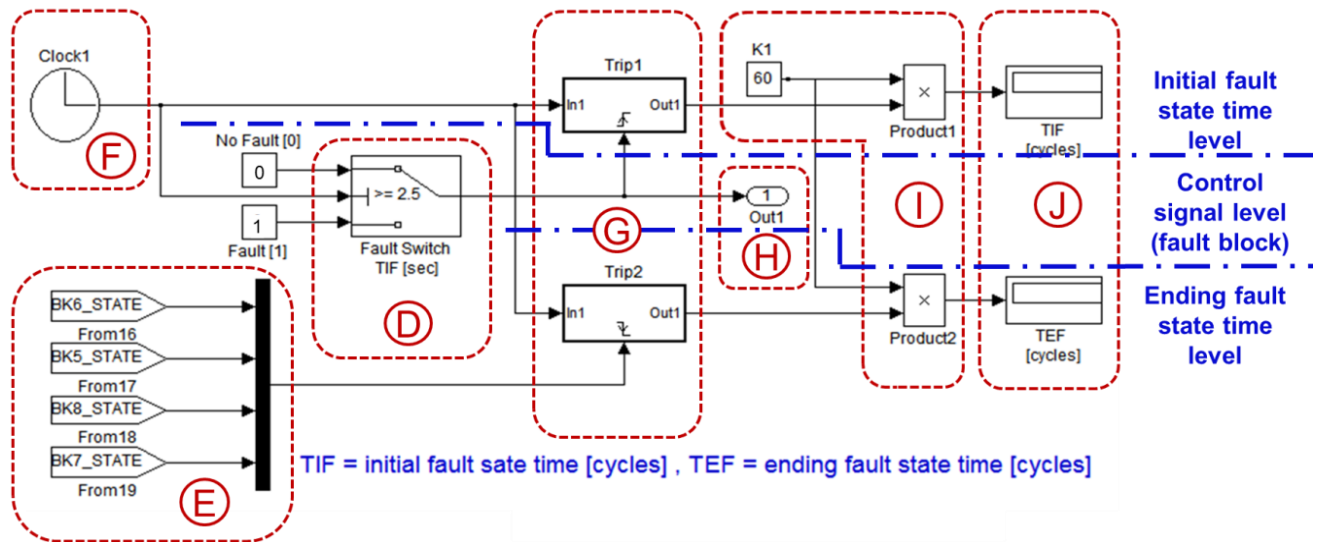 Clock1
F
No Fault [0]
0
1
Fault [1]
>= 2.5
Fault Switch
TIF [sec]
D
BK6_STATE
From16
BK5_STATE
From17
BK8_STATE
From18
BK7_STATE
From19
E
Trip1
In1
Out1
G
Trip2
In1
Out1
K1
60
×
Product1
1
Out1
H
I
×
Product2
TIF
[cycles]
J
TEF
[cycles]
Initial fault
state time
level
Control
signal level
(fault block)
Ending fault
state time
level
TIF = initial fault sate time [cycles] , TEF = ending fault state time [cycles]